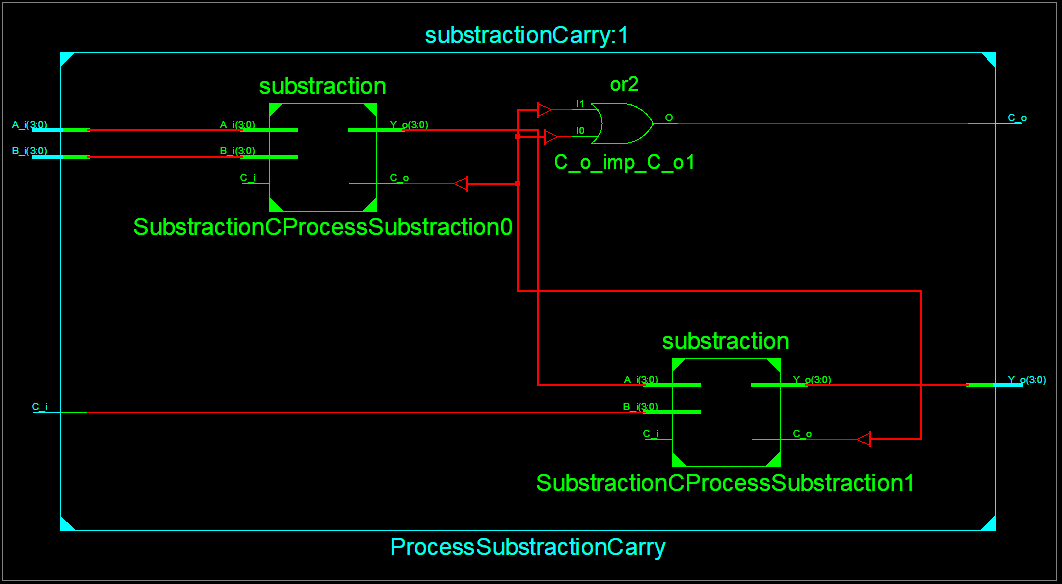 substractionCarry:1
substraction
or2
A_i(3:0)
A_i(3:0)
Y_o(3:0)
I1
O
C_o
B_i(3:0)
B_i(3:0)
I0
C_i
C_o
C_o_imp_C_o1
SubstractionCProcessSubstraction0
substraction
A_i(3:0)
Y_o(3:0)
Y_o(3:0)
C_i
B_i(3:0)
C_i
C_o
SubstractionCProcessSubstraction1
ProcessSubstractionCarry